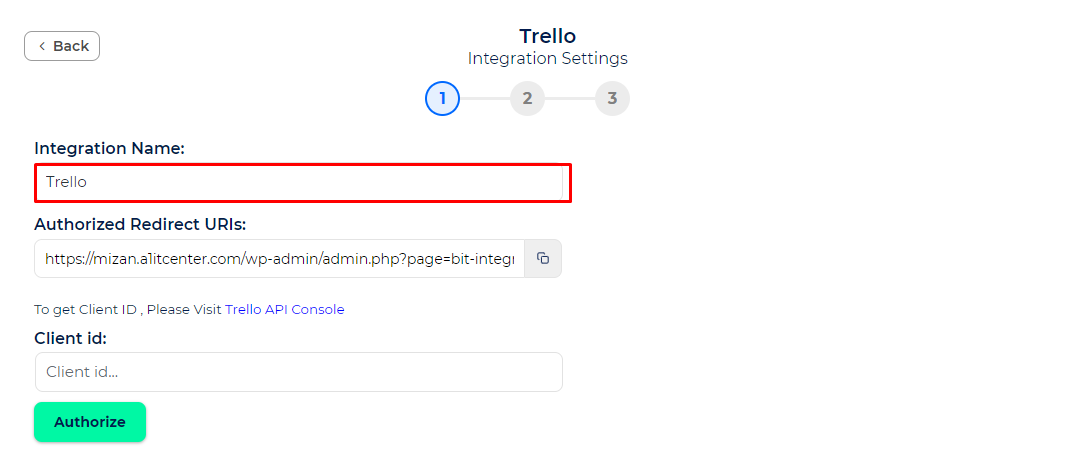 Back
Trello
Integration Settings
1 2 3
Integration Name:
Trello
Authorized Redirect URIs:
https://mizan.a1itcenter.com/wp-admin/admin.php?page=bit-integr
To get Client ID , Please Visit Trello API Console
Client id:
Client id...
Authorize